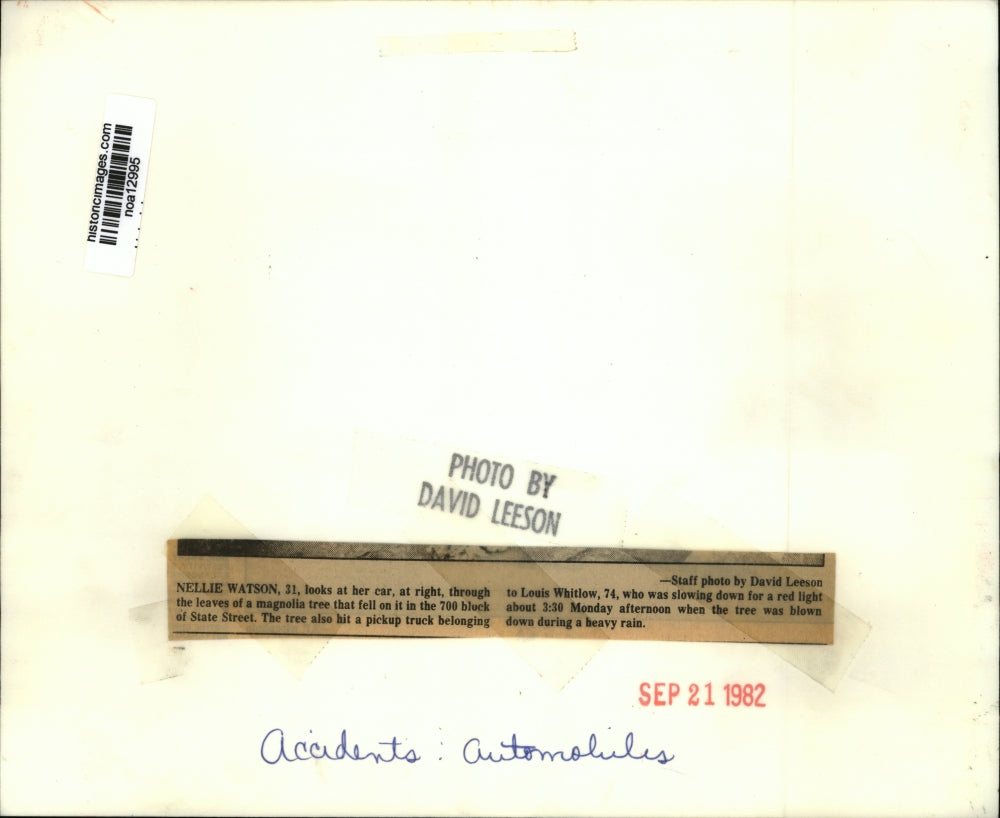 historicimages.com
noa12995
PHOTO BY
DAVID LEESON
—Staff photo by David Leeson
NELLIE WATSON, 31, looks at her car, at right, through
the leaves of a magnolia tree that fell on it in the 700 block
of State Street. The tree also hit a pickup truck belonging
to Louis Whitlow, 74, who was slowing down for a red light
about 3:30 Monday afternoon when the tree was blown
down during a heavy rain.
SEP 21 1982
Accidents : Automobiles